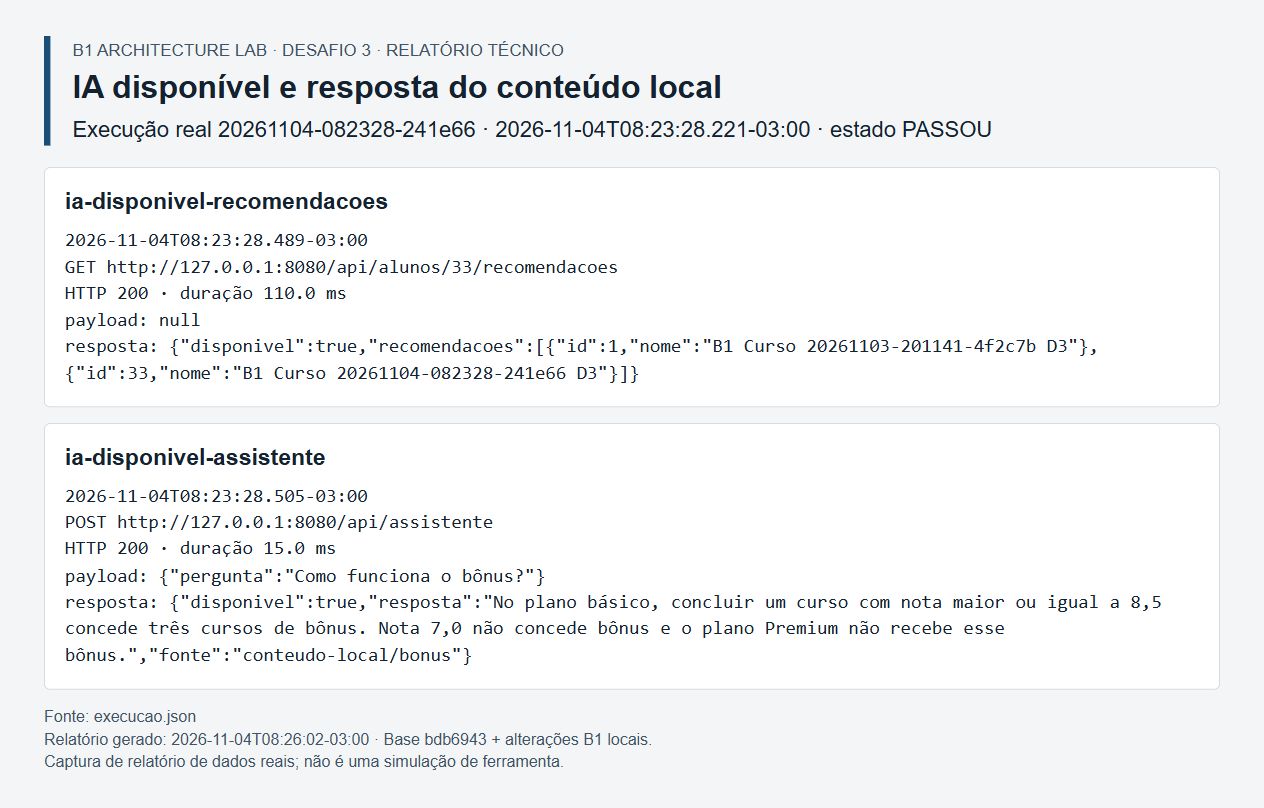 B1 ARCHITECTURE LAB · DESAFIO 3 · RELATÓRIO TÉCNICO
IA disponível e resposta do conteúdo local
Execução real 20261104-082328-241e66 · 2026-11-04T08:23:28.221-03:00 · estado PASSOU
ia-disponivel-recomendacoes
2026-11-04T08:23:28.489-03:00
GET http://127.0.0.1:8080/api/alunos/33/recomendacoes
HTTP 200 · duração 110.0 ms
payload: null
resposta: {"disponivel":true,"recomendacoes":[{"id":1,"nome":"B1 Curso 20261103-201141-4f2c7b D3"},
{"id":33,"nome":"B1 Curso 20261104-082328-241e66 D3"}]}
ia-disponivel-assistente
2026-11-04T08:23:28.505-03:00
POST http://127.0.0.1:8080/api/assistente
HTTP 200 · duração 15.0 ms
payload: {"pergunta":"Como funciona o bônus?"}
resposta: {"disponivel":true,"resposta":"No plano básico, concluir um curso com nota maior ou igual a 8,5
concede três cursos de bônus. Nota 7,0 não concede bônus e o plano Premium não recebe esse
bônus.","fonte":"conteudo-local/bonus"}
Fonte: execucao.json
Relatório gerado: 2026-11-04T08:26:02-03:00 · Base bdb6943 + alterações B1 locais.
Captura de relatório de dados reais; não é uma simulação de ferramenta.